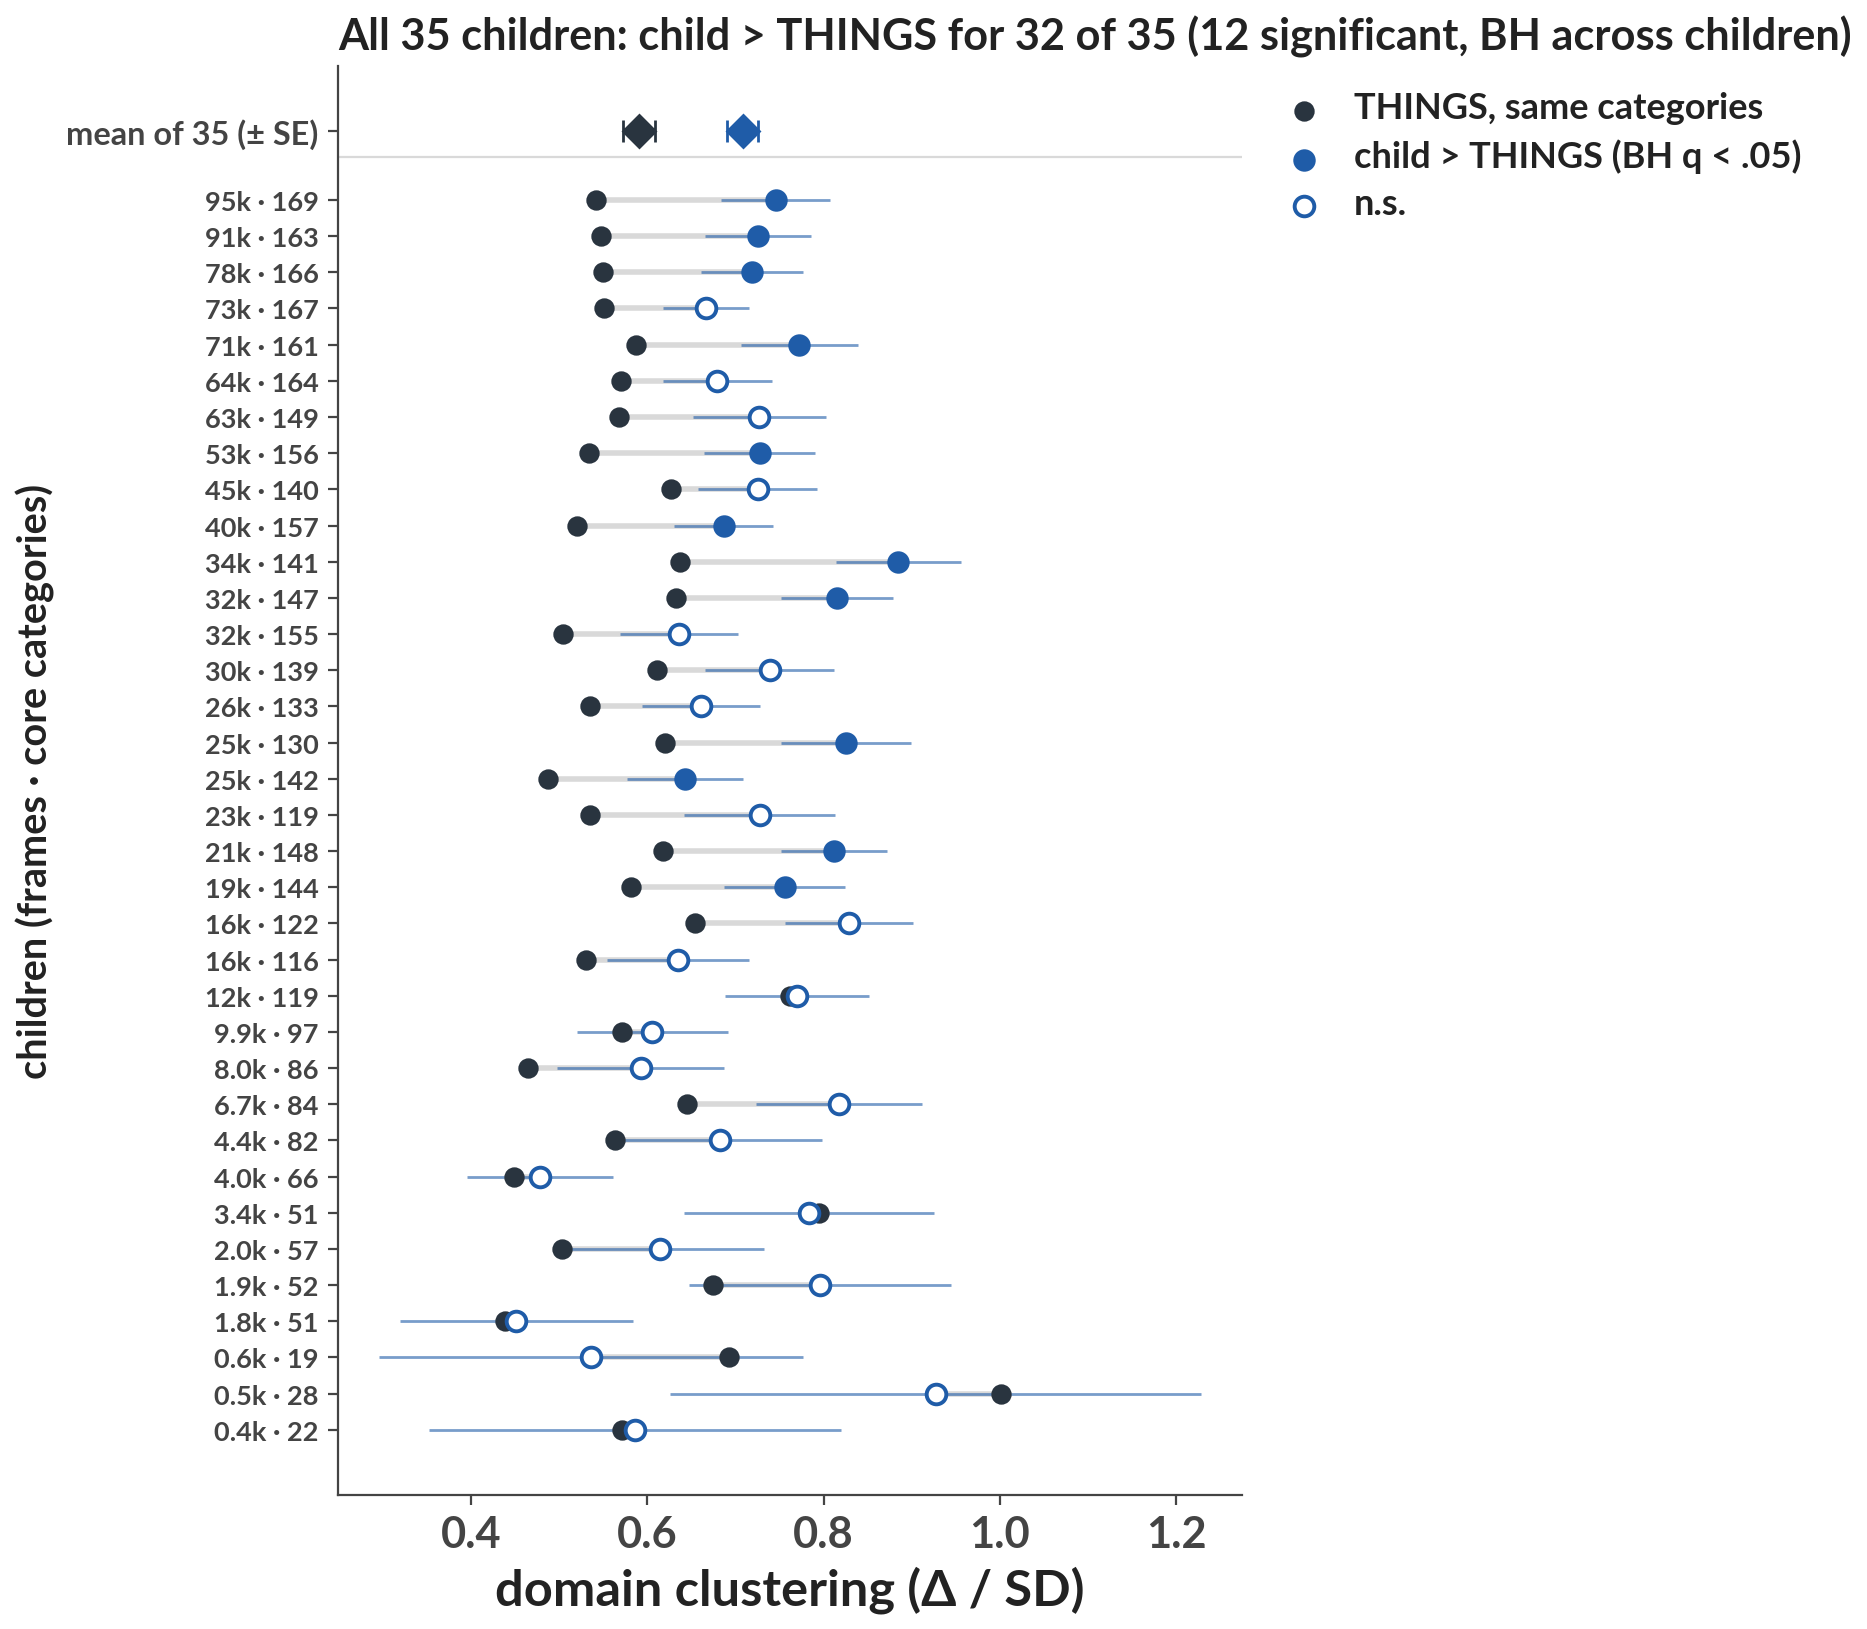 All 35 children: child > THINGS for 32 of 35 (12 significant, BH across children)
THINGS, same categories
child > THINGS (BH q < .05)
n.s.
mean of 35 (± SE)
95k · 169
91k · 163
78k · 166
73k · 167
71k · 161
64k · 164
63k · 149
53k · 156
45k · 140
40k · 157
34k · 141
32k · 147
32k · 155
30k · 139
26k · 133
25k · 130
25k · 142
23k · 119
21k · 148
19k · 144
16k · 122
16k · 116
12k · 119
9.9k · 97
8.0k · 86
6.7k · 84
4.4k · 82
4.0k · 66
3.4k · 51
2.0k · 57
1.9k · 52
1.8k · 51
0.6k · 19
0.5k · 28
0.4k · 22
children (frames · core categories)
0.4 0.6 0.8 1.0 1.2
domain clustering (Δ / SD)